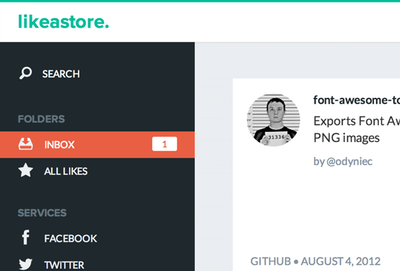 likeastore.
SEARCH
FOLDERS
INBOX 1
ALL LIKES
SERVICES
FACEBOOK
TWITTER
font-awesome-to
Exports Font Aw
PNG images
by @odyniec
GITHUB • AUGUST 4, 2012